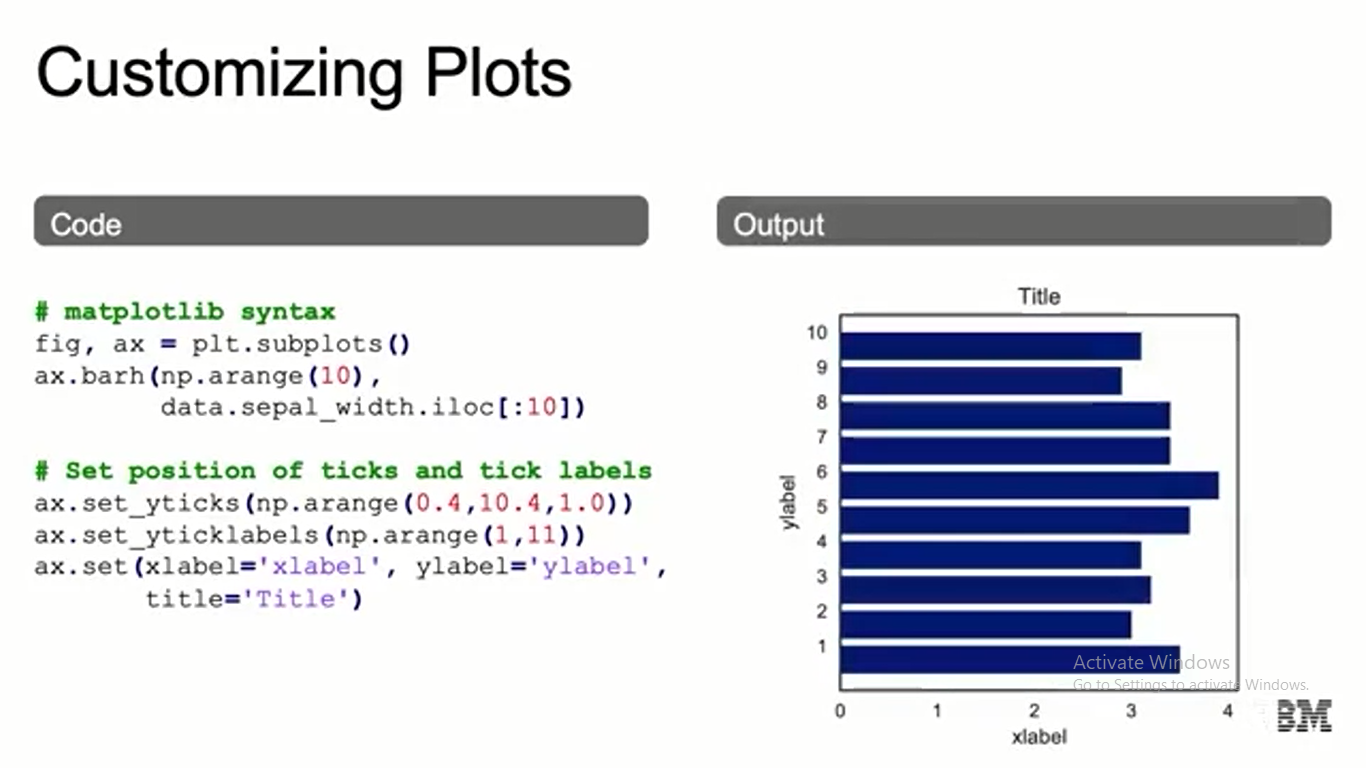 Customizing Plots
Code
# matplotlib syntax
fig, ax = plt.subplots()
ax.barh(np.arange(10),
        data.sepal_width.iloc[:10])
# Set position of ticks and tick labels
ax.set_yticks(np.arange(0.4,10.4,1.0))
ax.set_yticklabels(np.arange(1,11))
ax.set(xlabel='xlabel', ylabel='ylabel',
       title='Title')
Output
Title
10
9
8
7
6
5
4
3
2
1
ylabel
0 1 2 3 4
xlabel
Activate Windows
Go to Settings to activate Windows.
IBM